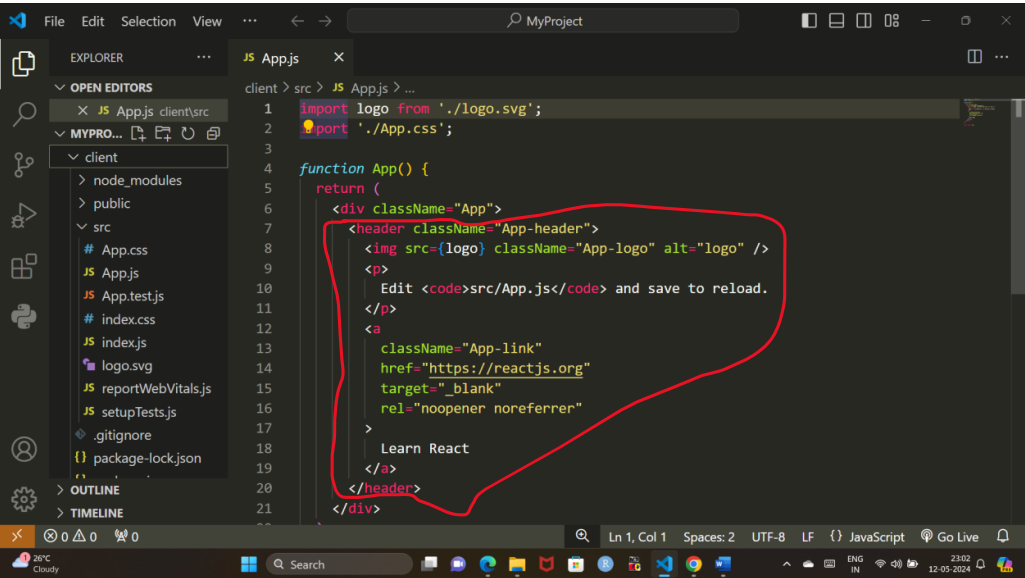 File Edit Selection View ··· ← → MyProject
EXPLORER ···
OPEN EDITORS
JS App.js client\src
MYPRO...
client
node_modules
public
src
# App.css
JS App.js
JS App.test.js
# index.css
JS index.js
logo.svg
JS reportWebVitals.js
JS setupTests.js
.gitignore
{} package-lock.json
OUTLINE
TIMELINE
JS App.js ×
client > src > JS App.js > ...
1 import logo from './logo.svg';
2 import './App.css';
3
4 function App() {
5 return (
6 <div className="App">
7 <header className="App-header">
8 <img src={logo} className="App-logo" alt="logo" />
9 <p>
10 Edit <code>src/App.js</code> and save to reload.
11 </p>
12 <a
13 className="App-link"
14 href="https://reactjs.org"
15 target="_blank"
16 rel="noopener noreferrer"
17 >
18 Learn React
19 </a>
20 </header>
21 </div>
0 0 0 Ln 1, Col 1 Spaces: 2 UTF-8 LF {} JavaScript Go Live
1 26°C
Cloudy
Search
ENG
IN
23:02
12-05-2024